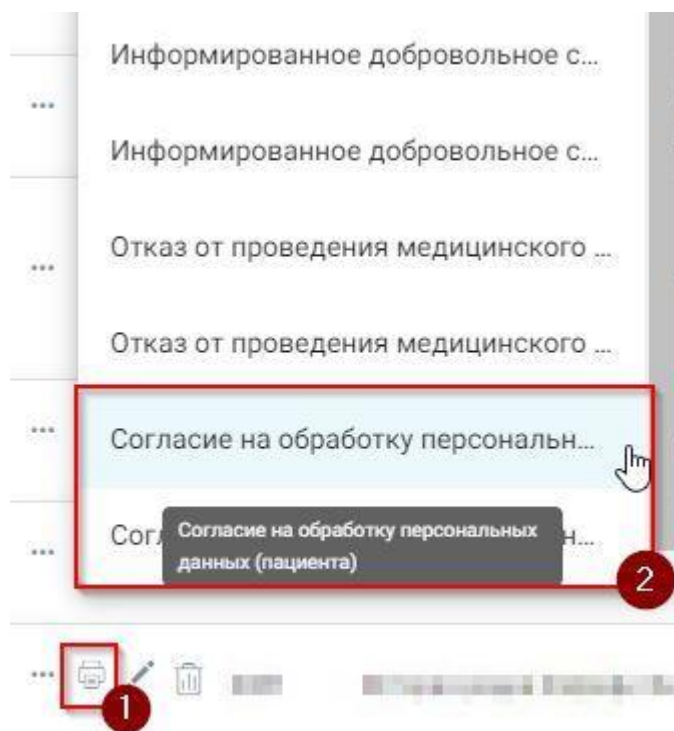 Информированное добровольное с...
Информированное добровольное с...
Отказ от проведения медицинского ...
Отказ от проведения медицинского ...
Согласие на обработку персональн...
Сог
Согласие на обработку персональных
данных (пациента)
н...
2
1